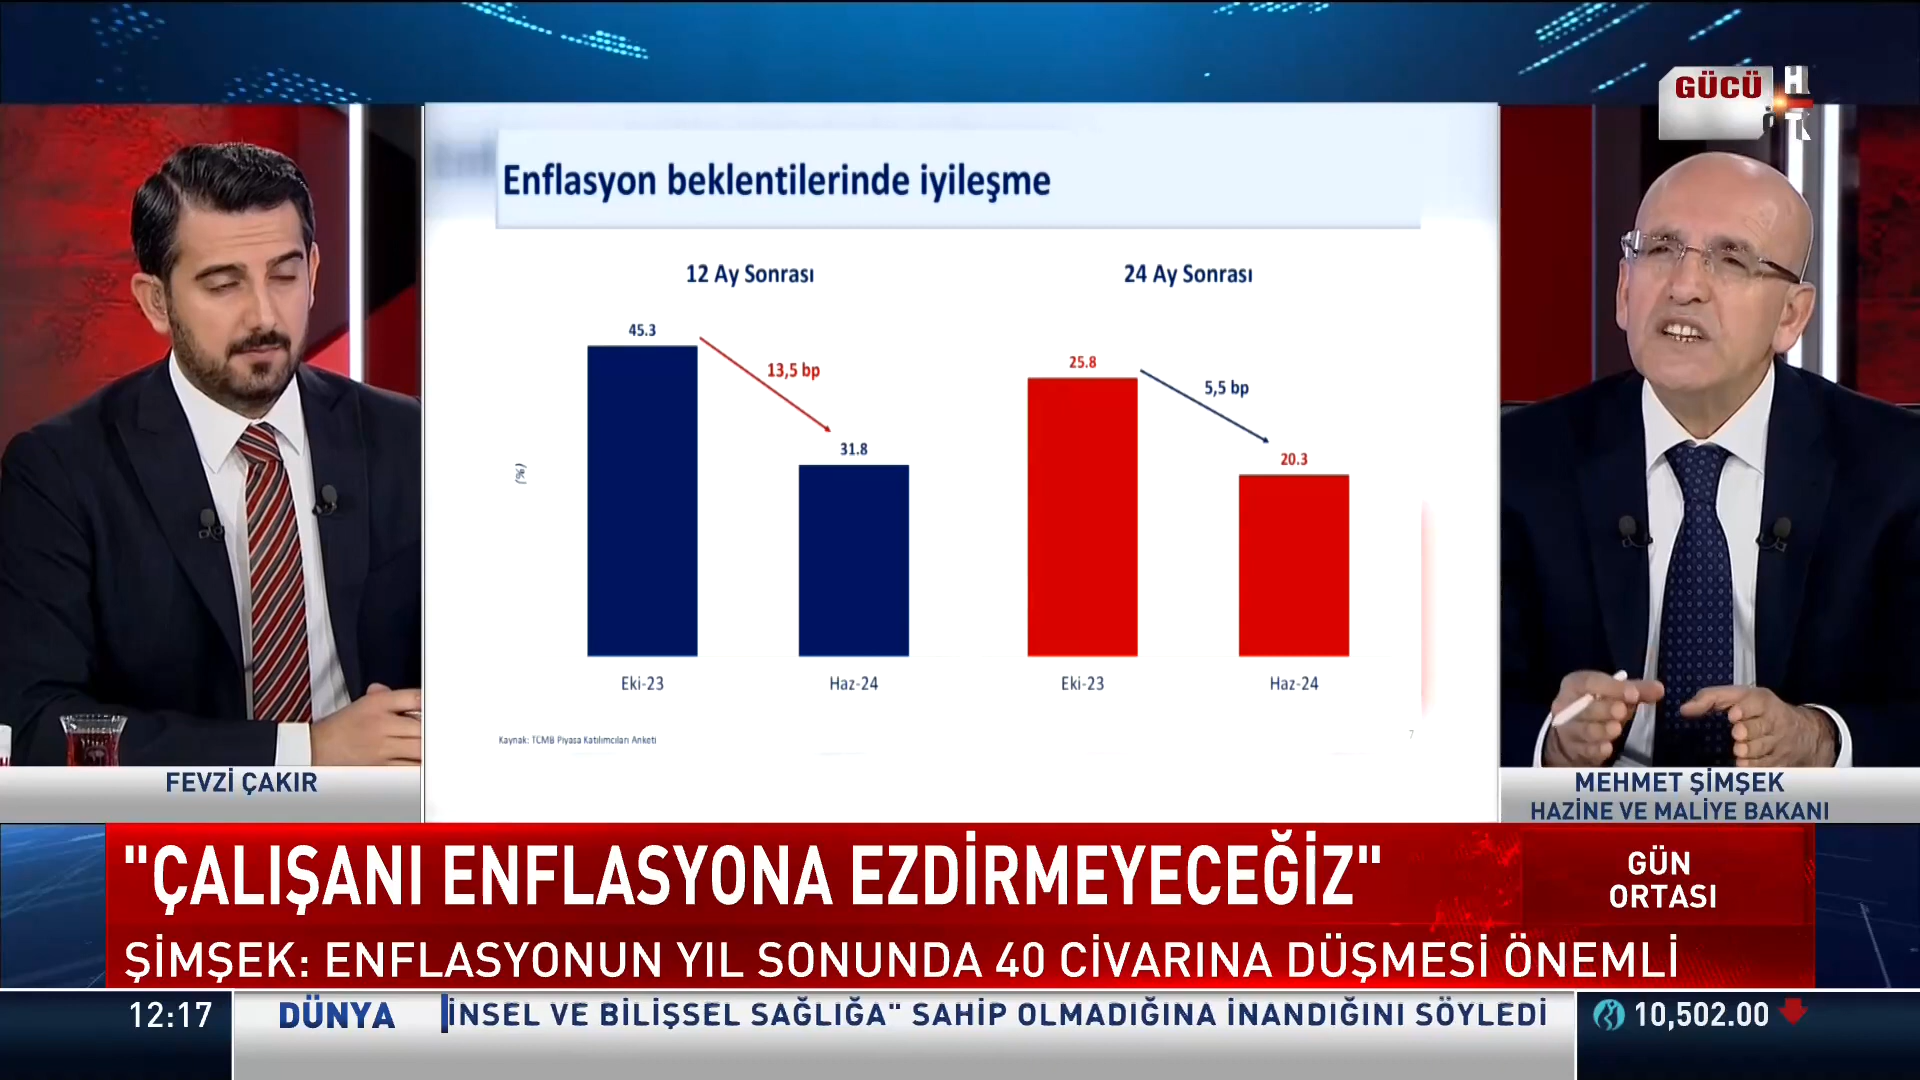 GÜCÜ
Enflasyon beklentilerinde iyileşme
12 Ay Sonrası
24 Ay Sonrası
45.3
13,5 bp
31.8
25.8
5,5 bp
20.3
(%)
Eki-23
Haz-24
Eki-23
Haz-24
Kaynak: TCMB Piyasa Katılımcıları Anketi
7
FEVZİ ÇAKIR
MEHMET ŞİMŞEK
HAZİNE VE MALİYE BAKANI
"ÇALIŞANI ENFLASYONA EZDİRMEYECEĞİZ"
GÜN
ORTASI
ŞİMŞEK: ENFLASYONUN YIL SONUNDA 40 CİVARINA DÜŞMESİ ÖNEMLİ
12:17
DÜNYA
İNSEL VE BİLİŞSEL SAĞLIĞA" SAHİP OLMADIĞINA İNANDIĞINI SÖYLEDİ
10,502.00